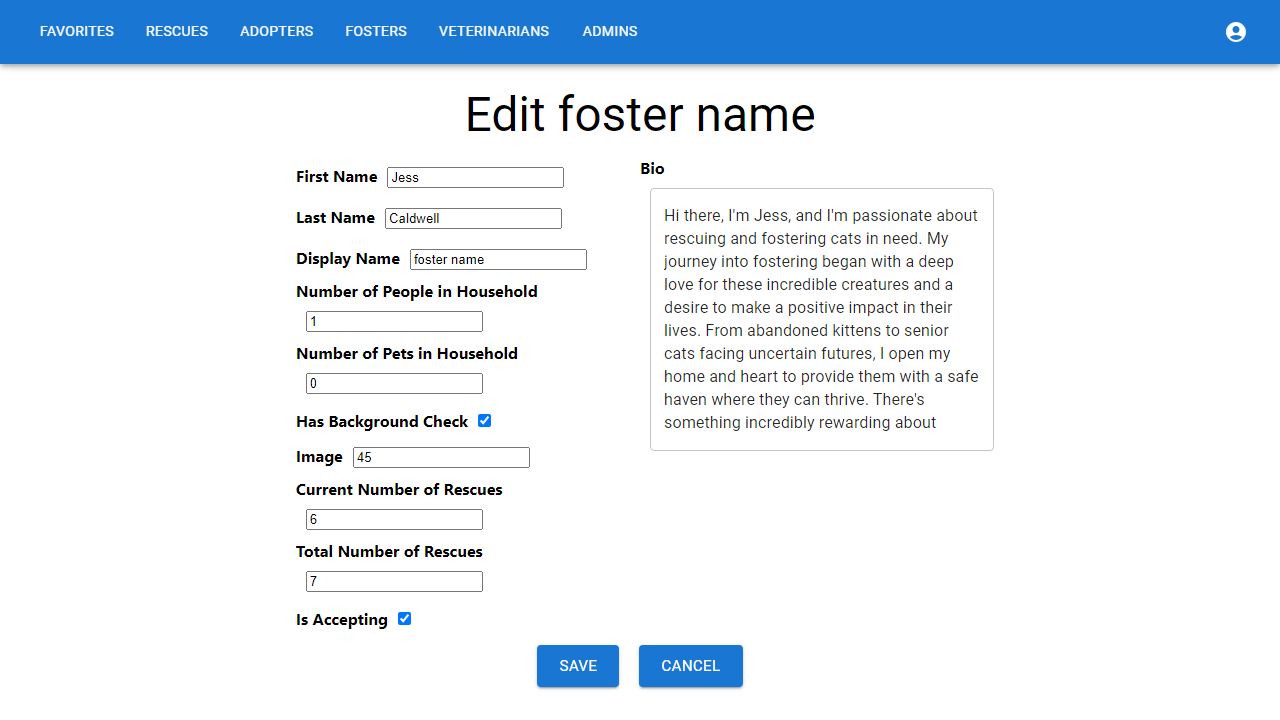 FAVORITES RESCUES ADOPTERS FOSTERS VETERINARIANS ADMINS
Edit foster name
First Name Jess
Last Name Caldwell
Display Name foster name
Number of People in Household
1
Number of Pets in Household
0
Has Background Check
Image 45
Current Number of Rescues
6
Total Number of Rescues
7
Is Accepting
Bio
Hi there, I'm Jess, and I'm passionate about
rescuing and fostering cats in need. My
journey into fostering began with a deep
love for these incredible creatures and a
desire to make a positive impact in their
lives. From abandoned kittens to senior
cats facing uncertain futures, I open my
home and heart to provide them with a safe
haven where they can thrive. There's
something incredibly rewarding about
SAVE CANCEL